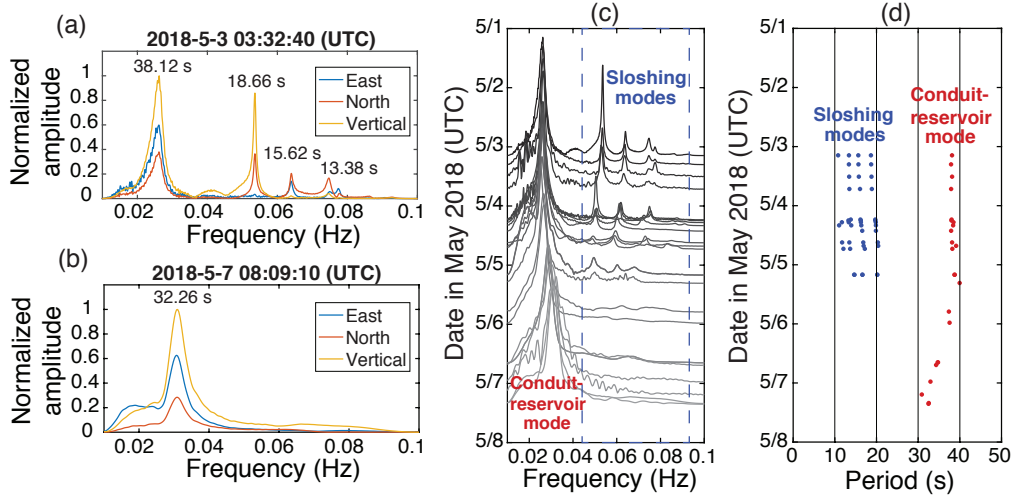 (a)
2018-5-3 03:32:40 (UTC)
38.12 s
18.66 s
15.62 s
13.38 s
East
North
Vertical
1
0.8
0.6
0.4
0.2
0
Normalized
amplitude
0.02
0.04
0.06
0.08
0.1
Frequency (Hz)
(b)
2018-5-7 08:09:10 (UTC)
32.26 s
East
North
Vertical
1
0.8
0.6
0.4
0.2
0
Normalized
amplitude
0.02
0.04
0.06
0.08
0.1
Frequency (Hz)
(c)
5/1
5/2
5/3
5/4
5/5
5/6
5/7
5/8
Date in May 2018 (UTC)
Sloshing
modes
Conduit-
reservoir
mode
0.02
0.04
0.06
0.08
0.1
Frequency (Hz)
(d)
5/1
5/2
5/3
5/4
5/5
5/6
5/7
5/8
Date in May 2018 (UTC)
Sloshing
modes
Conduit-
reservoir
mode
0
10
20
30
40
50
Period (s)